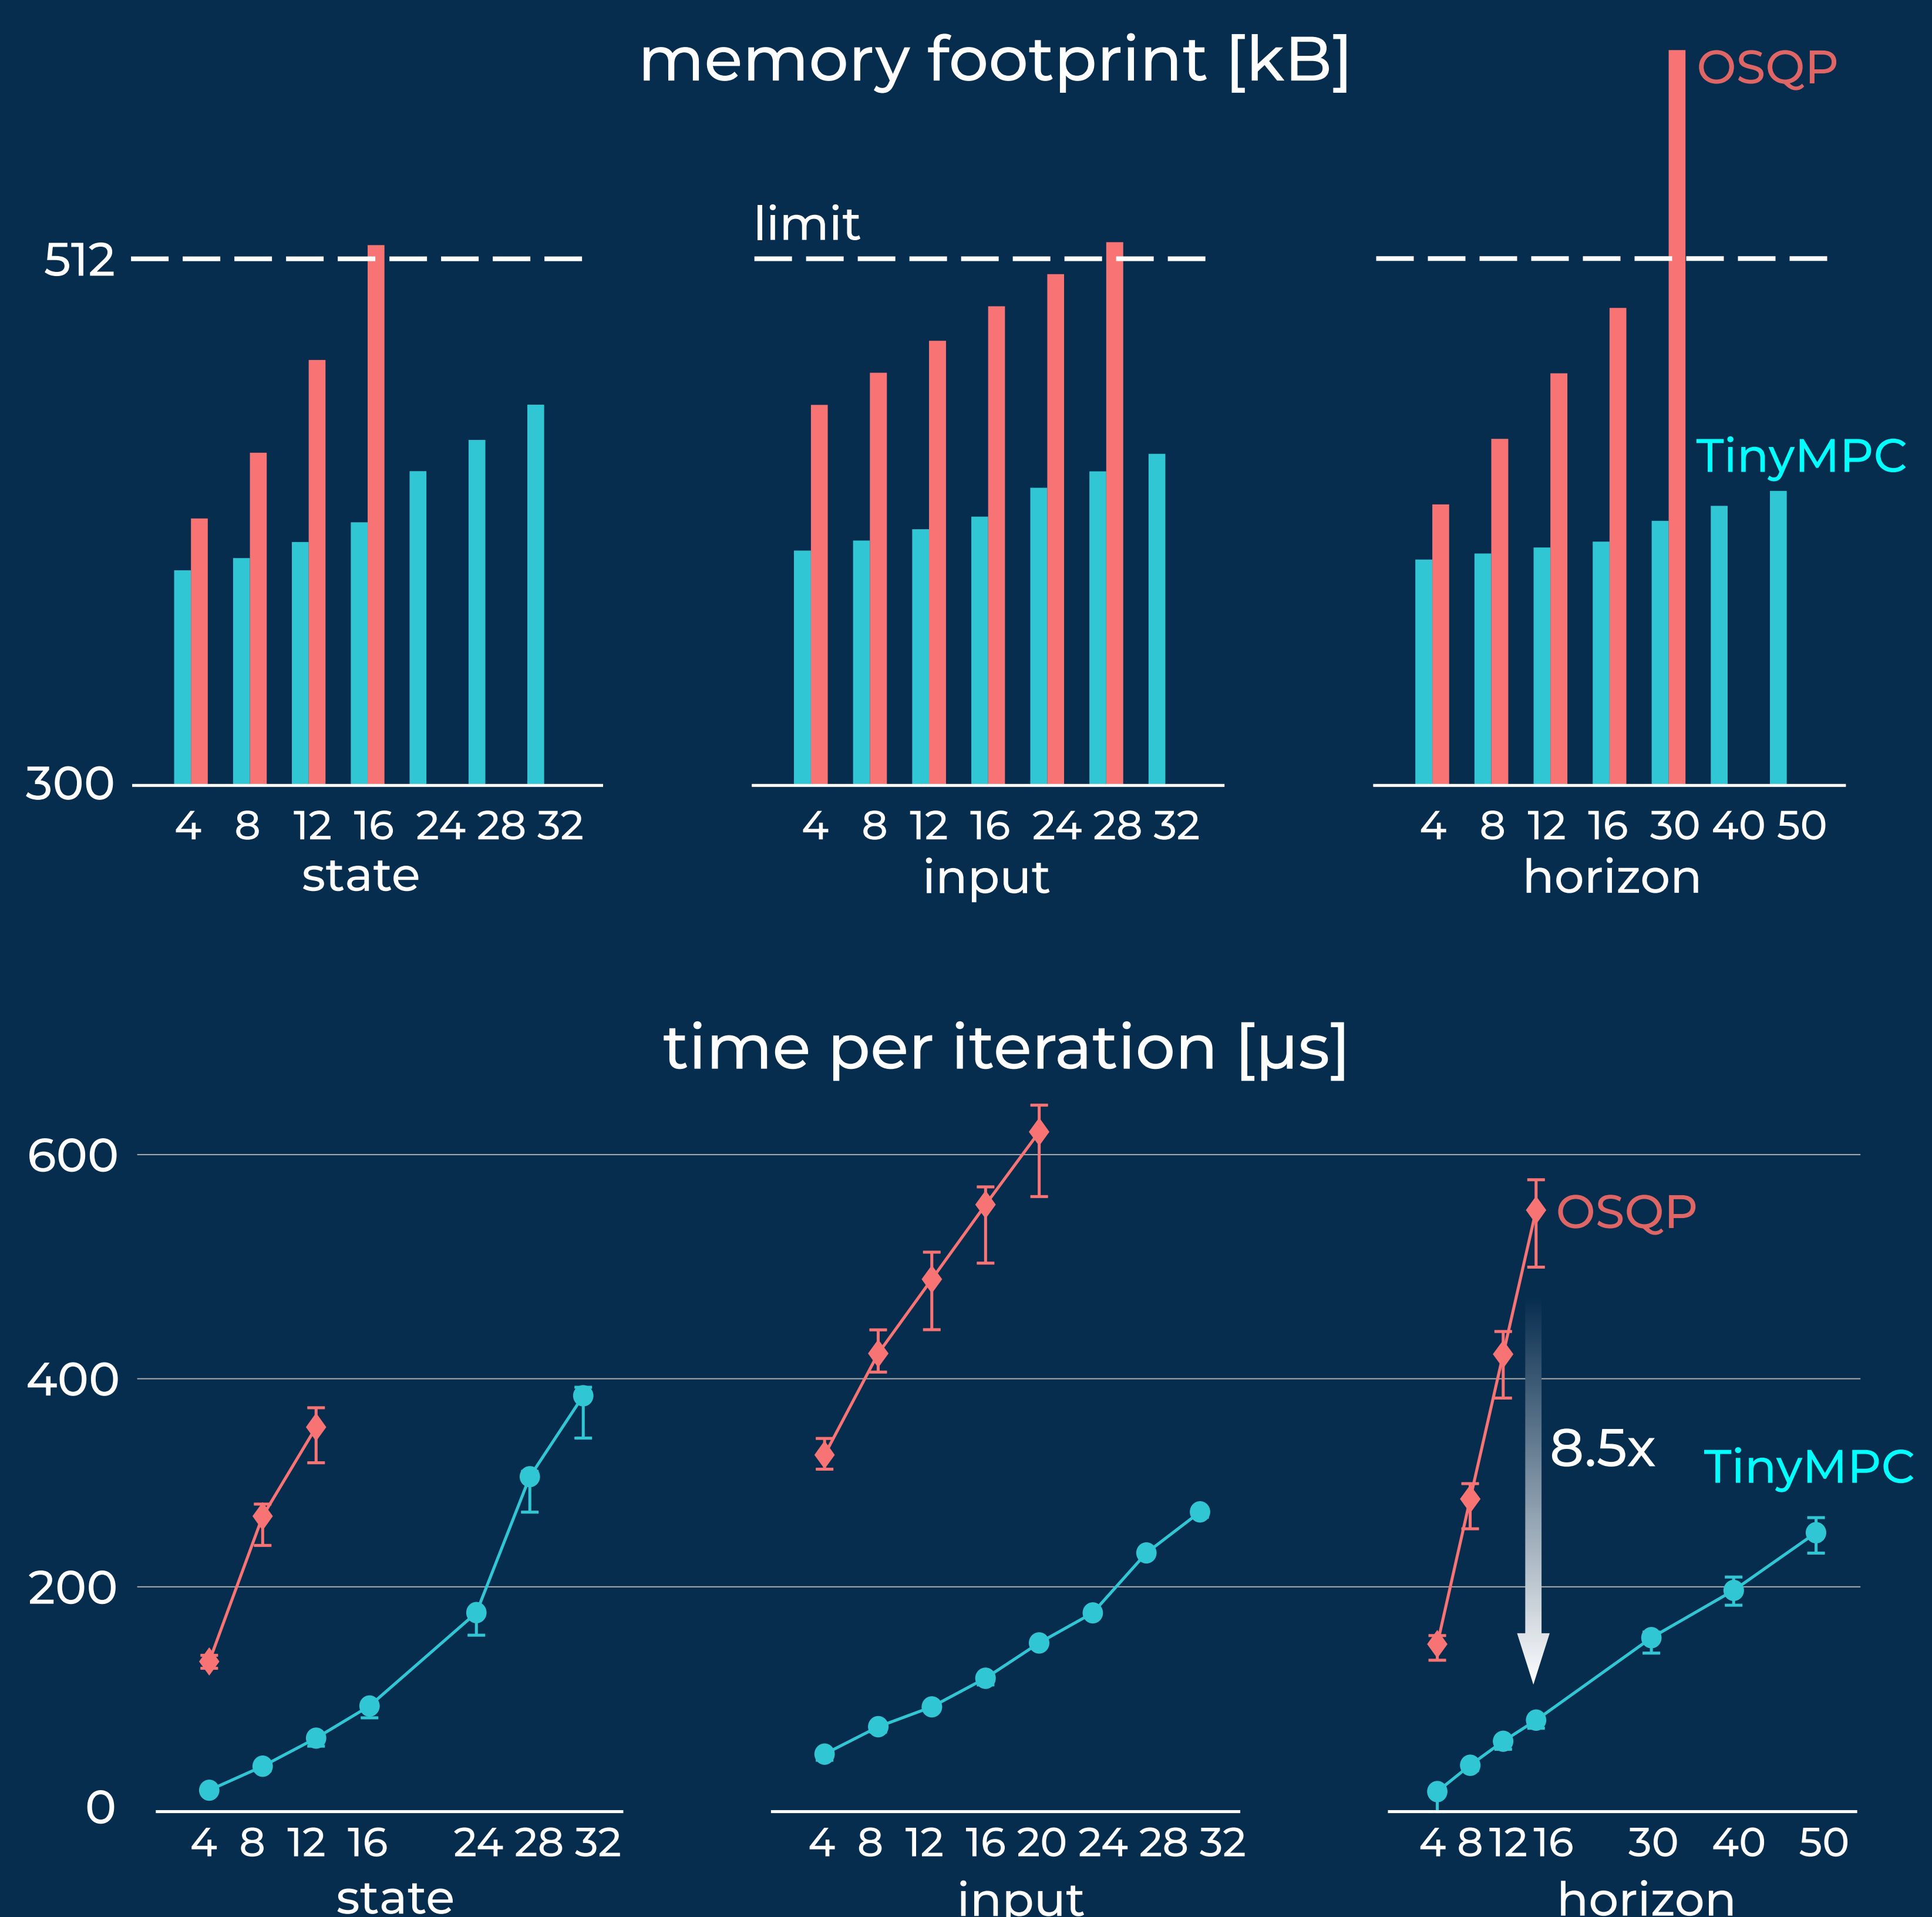 memory footprint [kB]
OSQP
limit
512
TinyMPC
300
4 8 12 16 24 28 32
4 8 12 16 24 28 32
4 8 12 16 30 40 50
state
input
horizon
time per iteration [µs]
600
OSQP
400
8.5x
TinyMPC
200
0
4 8 12 16 24 28 32
4 8 12 16 20 24 28 32
4 8 12 16 30 40 50
state
input
horizon